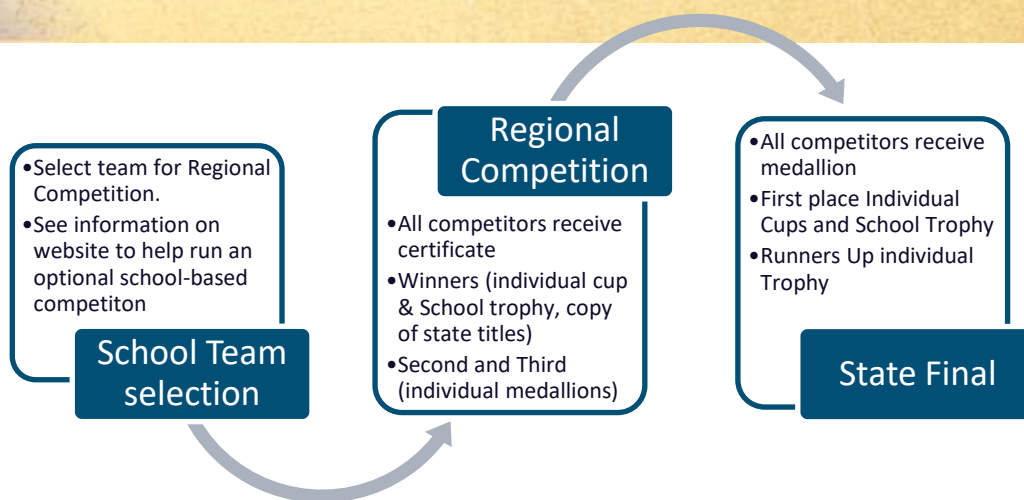 •Select team for Regional
Competition.
•See information on
website to help run an
optional school-based
competiton
School Team
selection
Regional
Competition
•All competitors receive
certificate
•Winners (individual cup
& School trophy, copy
of state titles)
•Second and Third
(individual medallions)
•All competitors receive
medallion
•First place Individual
Cups and School Trophy
•Runners Up individual
Trophy
State Final